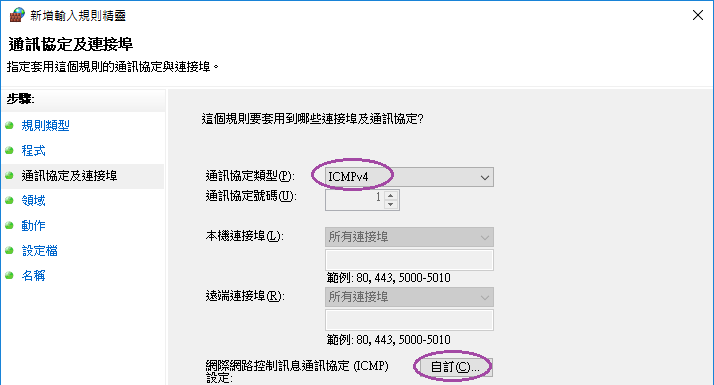 新增輸入規則精靈
通訊協定及連接埠
指定套用這個規則的通訊協定與連接埠。
步驟:
規則類型
程式
通訊協定及連接埠
領域
動作
設定檔
名稱
這個規則要套用到哪些連接埠及通訊協定?
通訊協定類型(P): ICMPv4
通訊協定號碼(U): 1
本機連接埠(L): 所有連接埠
範例: 80, 443, 5000-5010
遠端連接埠(R): 所有連接埠
範例: 80, 443, 5000-5010
網際網路控制訊息通訊協定 (ICMP) 自訂(C)...
設定: